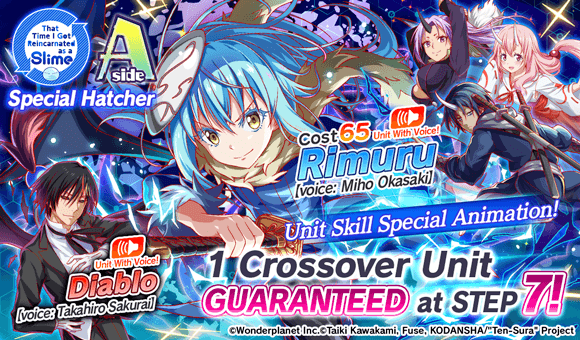 That
Time I Got
Reincarnated
as a
Slime
A
side
Special Hatcher
Cost 65 Unit With Voice!
Rimuru
[voice: Miho Okasaki]
Unit Skill Special Animation!
Unit With Voice!
Diablo
[voice: Takahiro Sakurai]
1 Crossover Unit
GUARANTEED at STEP 7!
©Wonderplanet Inc.©Taiki Kawakami, Fuse, KODANSHA/"Ten-Sura" Project